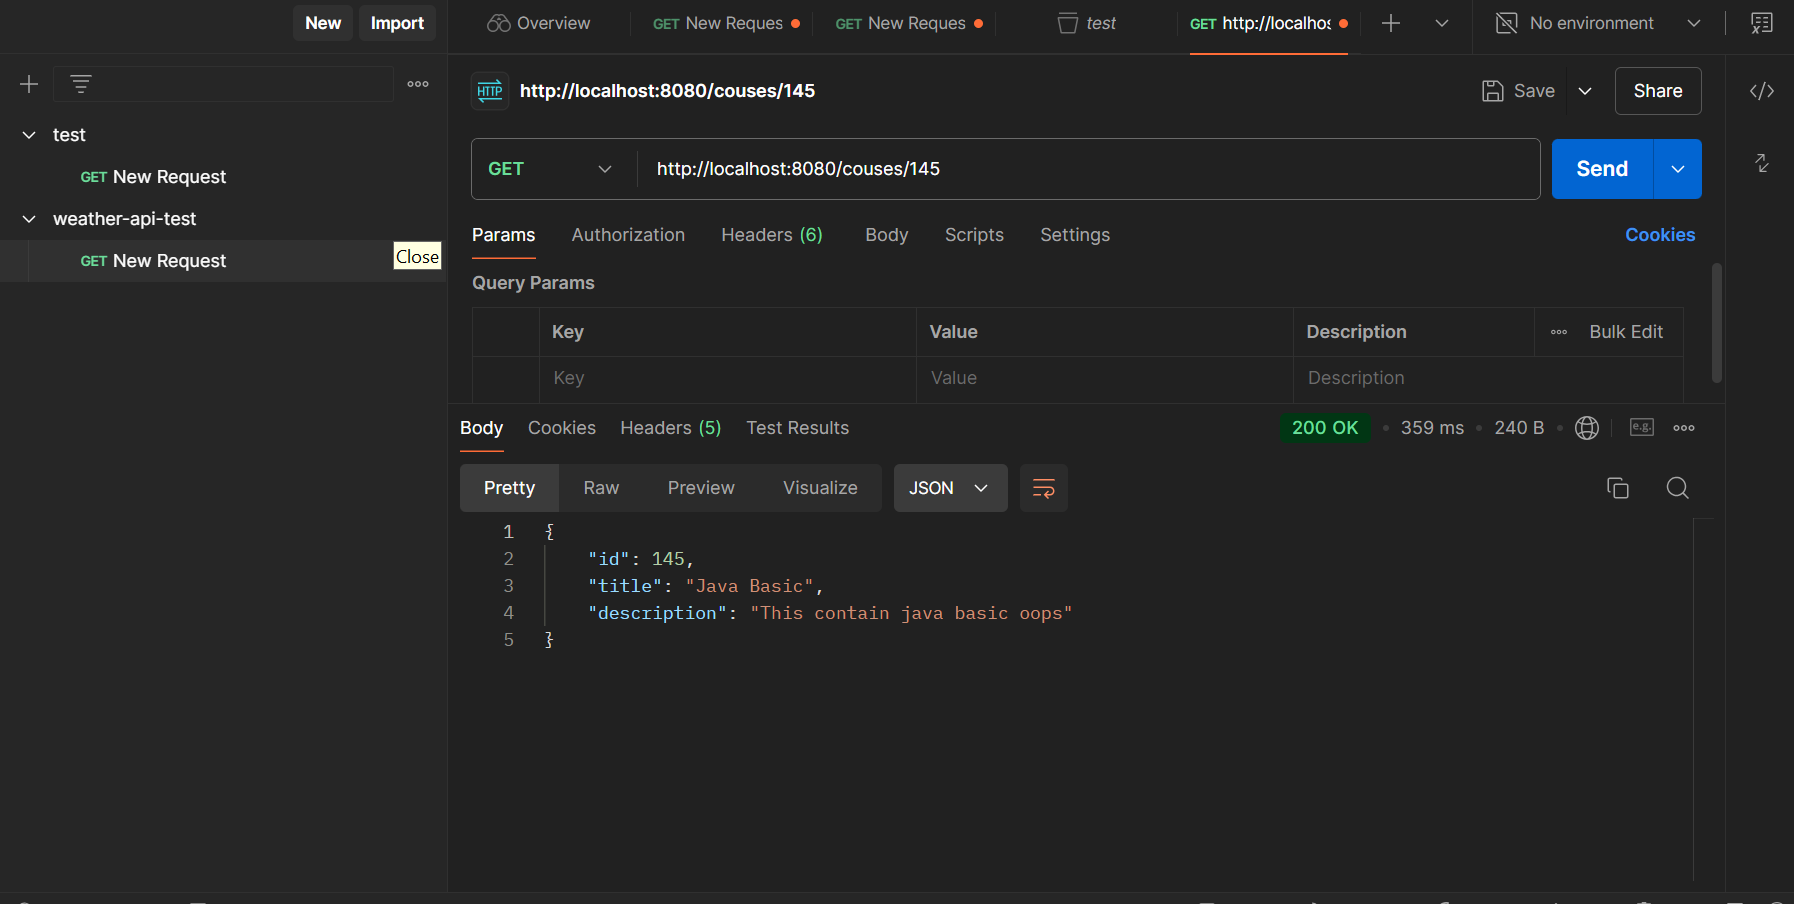 New Import
Overview
GET New Reques
GET New Reques
test
GET http://localhos
No environment
test
GET New Request
weather-api-test
GET New Request
Close
HTTP http://localhost:8080/couses/145
Save
Share
GET http://localhost:8080/couses/145
Send
Params Authorization Headers (6) Body Scripts Settings Cookies
Query Params
Key Value Description Bulk Edit
Key Value Description
Body Cookies Headers (5) Test Results 200 OK 359 ms 240 B e.g.
Pretty Raw Preview Visualize JSON
1 {
2 "id": 145,
3 "title": "Java Basic",
4 "description": "This contain java basic oops"
5 }